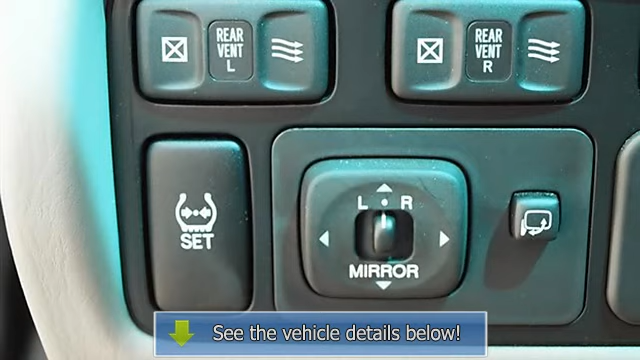 REAR
VENT
L
REAR
VENT
R
SET
L R
MIRROR
See the vehicle details below!